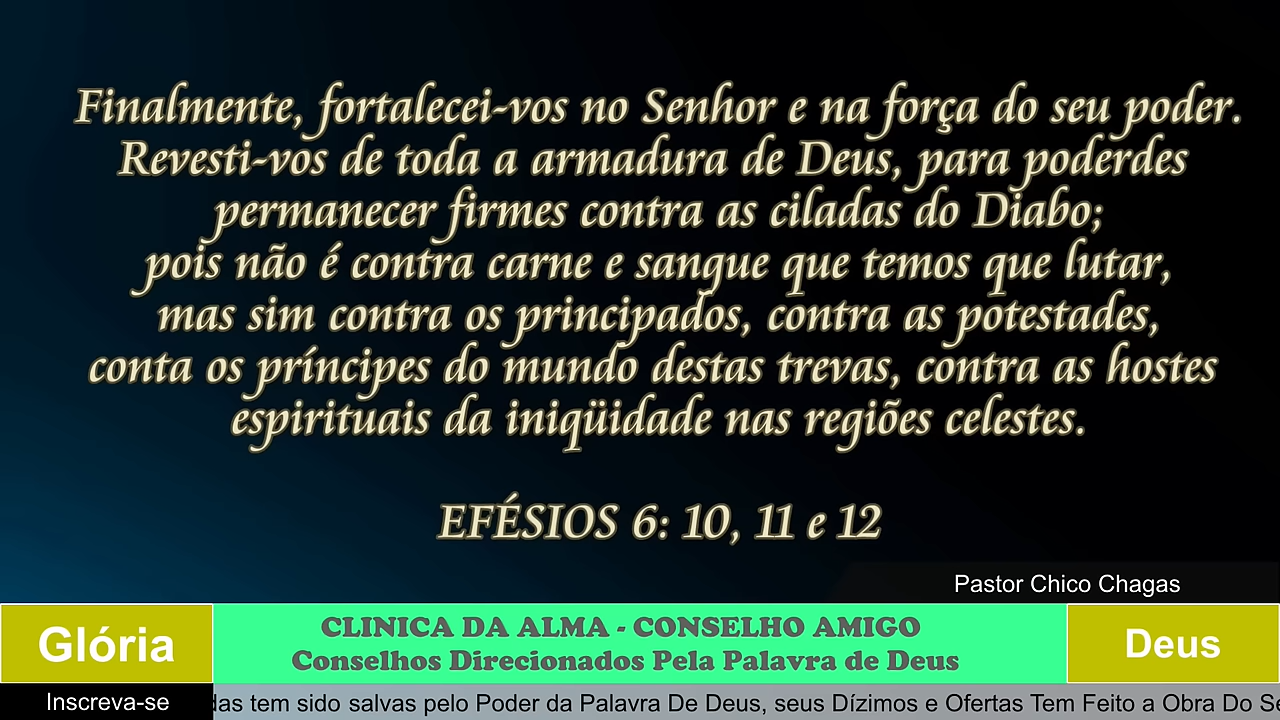 Finalmente, fortalecei-vos no Senhor e na força do seu poder.
Revesti-vos de toda a armadura de Deus, para poderdes
permanecer firmes contra as ciladas do Diabo;
pois não é contra carne e sangue que temos que lutar,
mas sim contra os principados, contra as potestades,
conta os príncipes do mundo destas trevas, contra as hostes
espirituais da iniqüidade nas regiões celestes.
EFÉSIOS 6: 10, 11 e 12
Pastor Chico Chagas
Glória
CLINICA DA ALMA - CONSELHO AMIGO
Conselhos Direcionados Pela Palavra de Deus
Deus
Inscreva-se
das tem sido salvas pelo Poder da Palavra De Deus, seus Dízimos e Ofertas Tem Feito a Obra Do